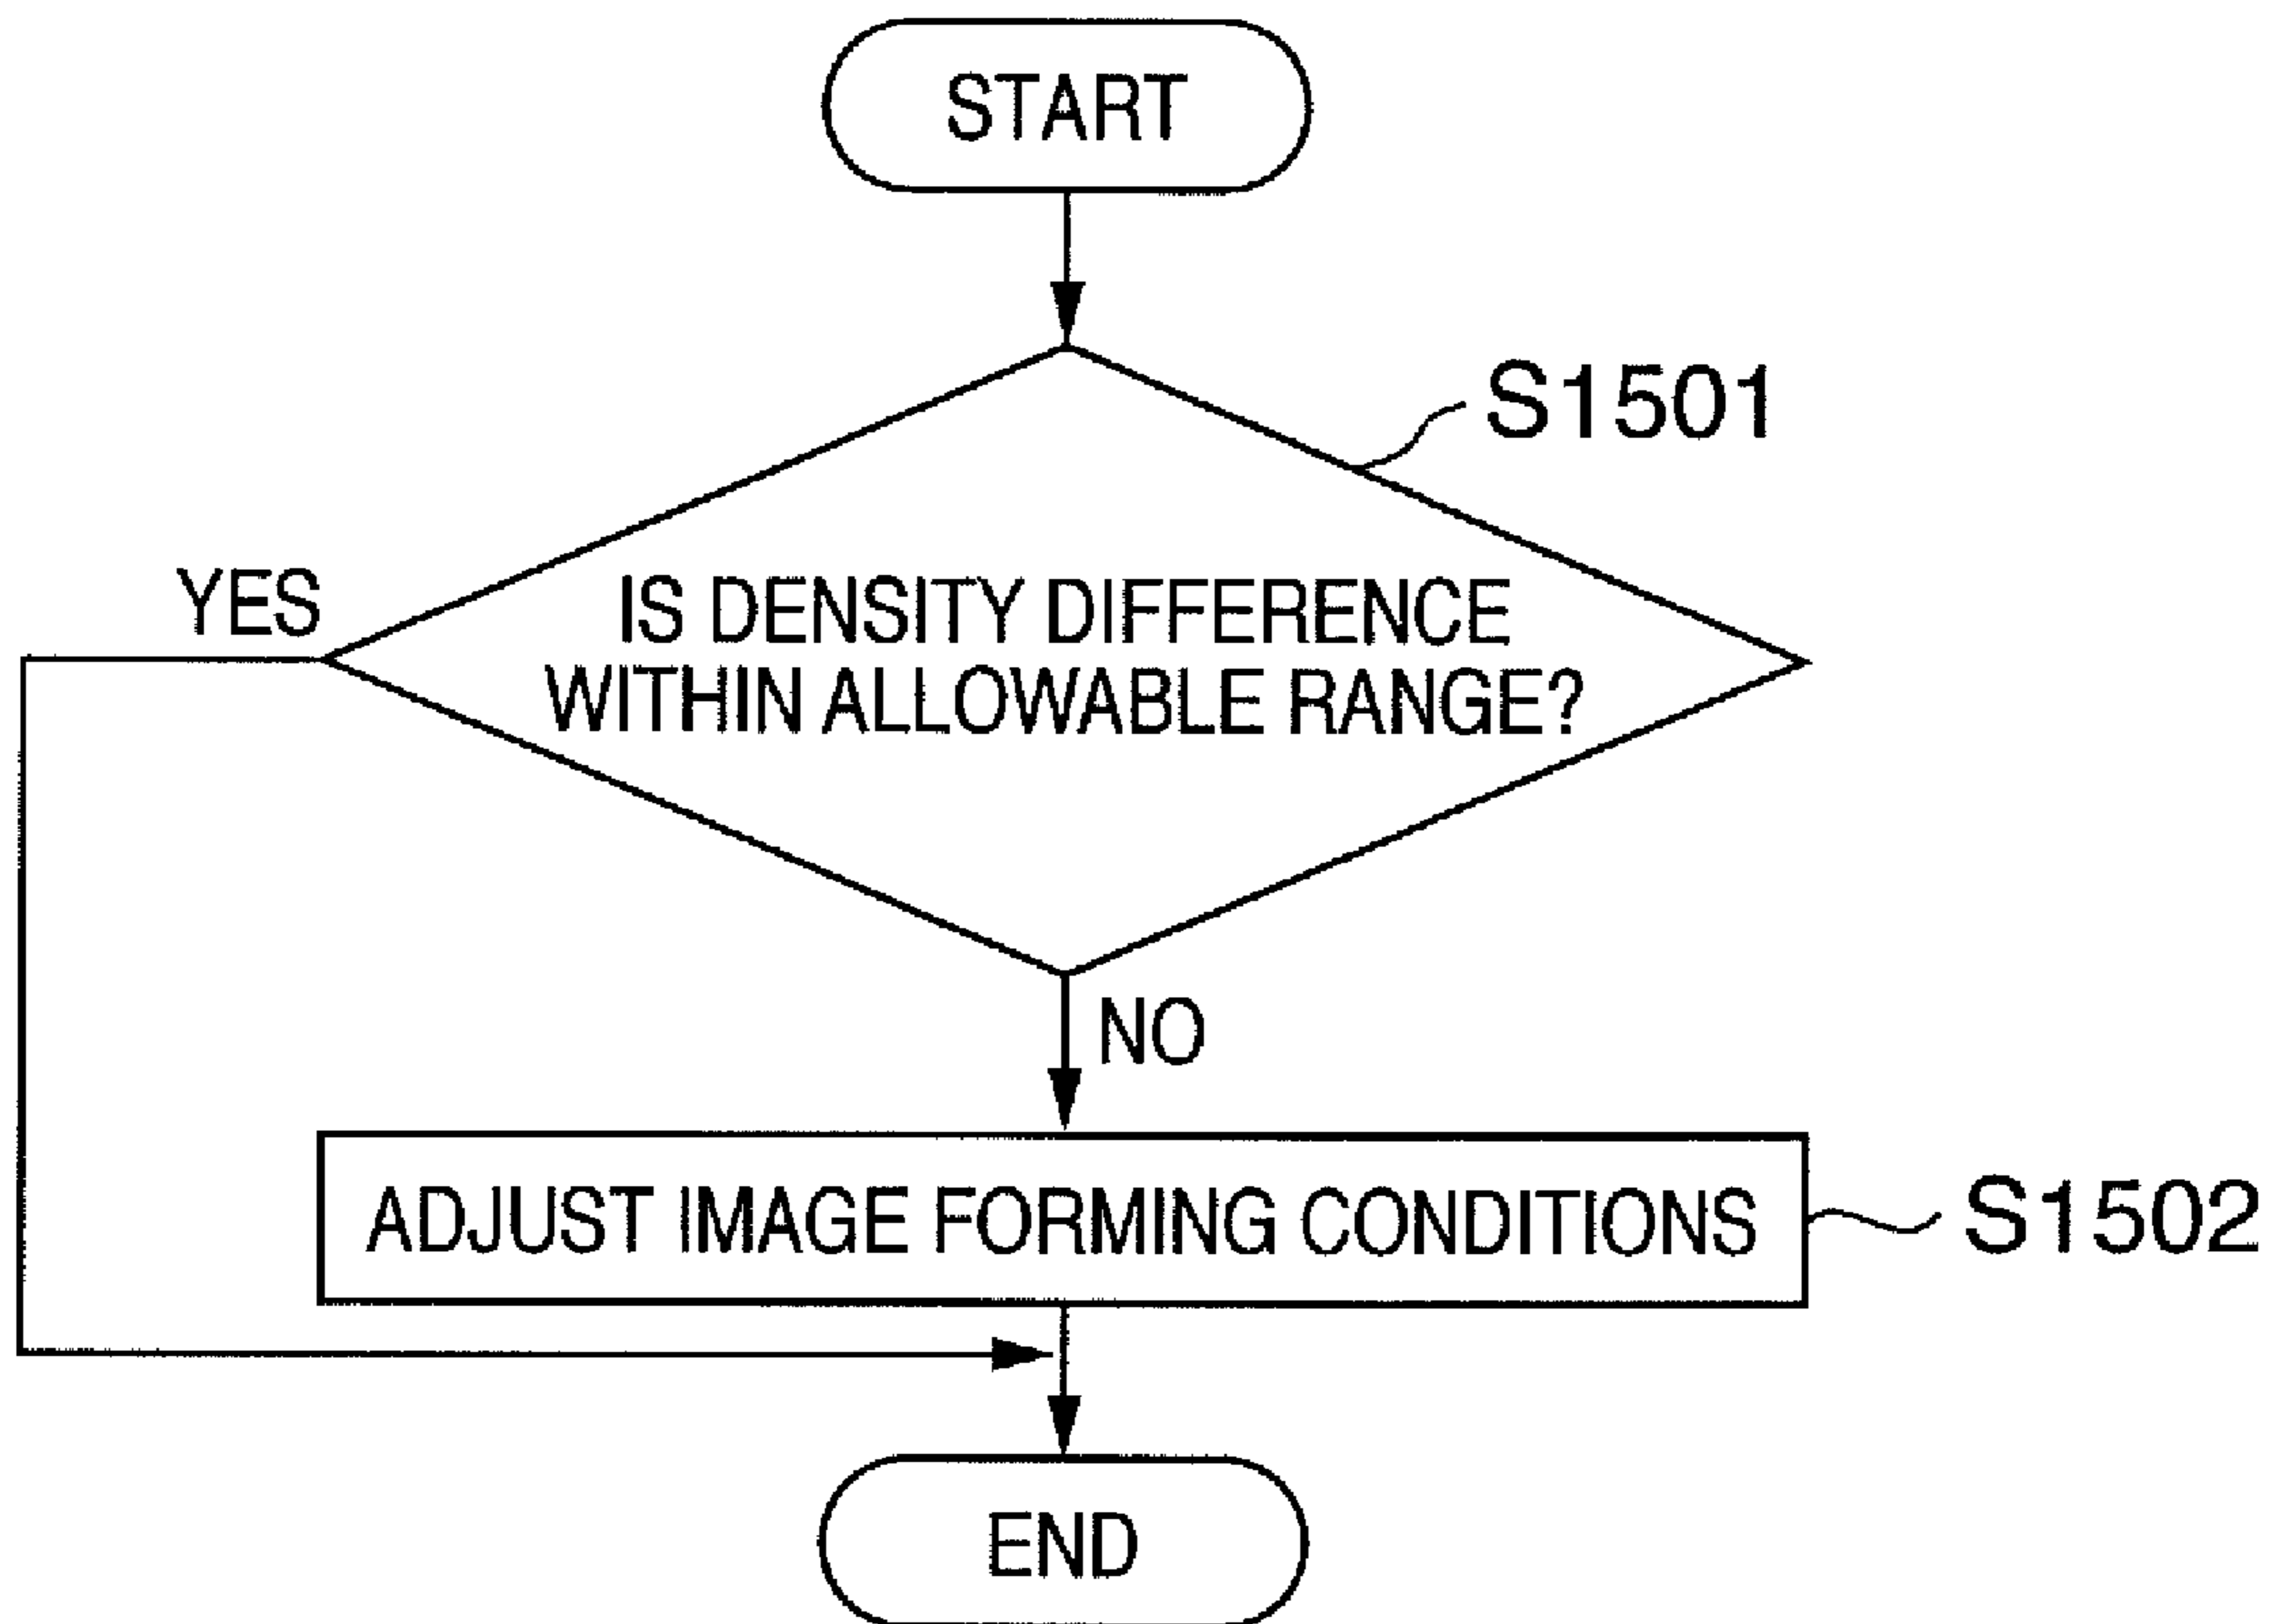 START
S1501
YES
IS DENSITY DIFFERENCE
WITHIN ALLOWABLE RANGE?
NO
ADJUST IMAGE FORMING CONDITIONS
S1502
END